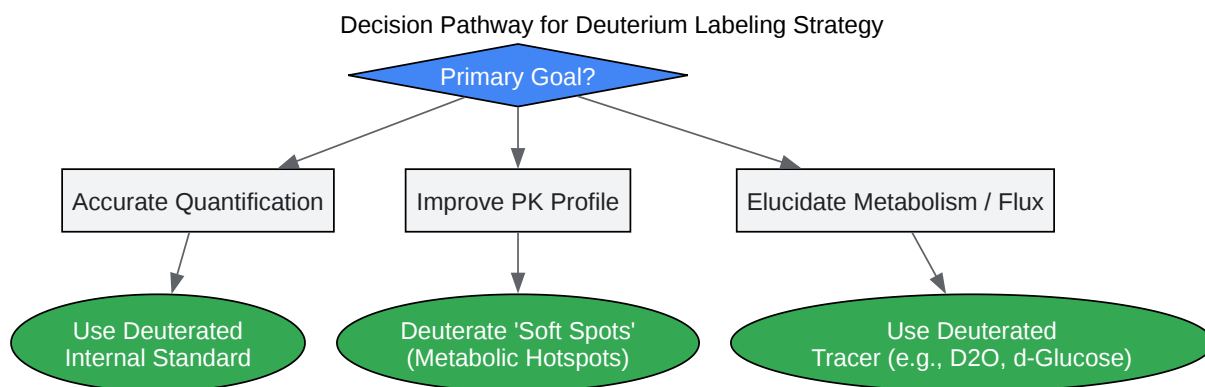 Decision Pathway for Deuterium Labeling Strategy
Primary Goal?
Accurate Quantification
Improve PK Profile
Elucidate Metabolism / Flux
Use Deuterated
Internal Standard
Deuterate 'Soft Spots'
(Metabolic Hotspots)
Use Deuterated
Tracer (e.g., D2O, d-Glucose)